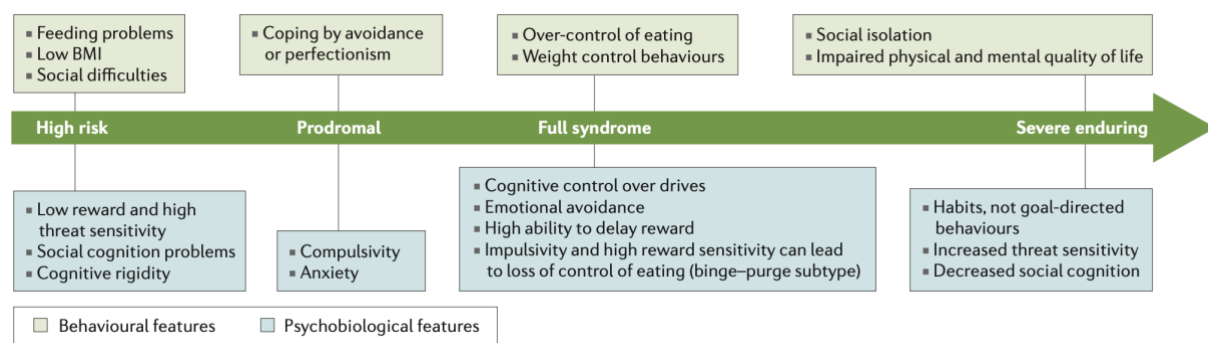 ▪ Feeding problems
▪ Low BMI
▪ Social difficulties
▪ Coping by avoidance
or perfectionism
▪ Over-control of eating
▪ Weight control behaviours
▪ Social isolation
▪ Impaired physical and mental quality of life
High risk
Prodromal
Full syndrome
Severe enduring
▪ Low reward and high
threat sensitivity
▪ Social cognition problems
▪ Cognitive rigidity
▪ Compulsivity
▪ Anxiety
▪ Cognitive control over drives
▪ Emotional avoidance
▪ High ability to delay reward
▪ Impulsivity and high reward sensitivity can lead
to loss of control of eating (binge–purge subtype)
▪ Habits, not goal-directed
behaviours
▪ Increased threat sensitivity
▪ Decreased social cognition
Behavioural features
Psychobiological features